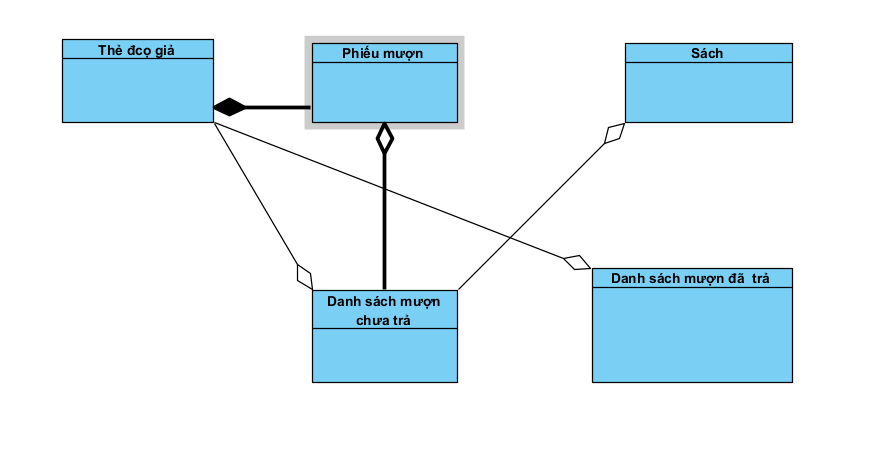 Thẻ đcọ giả
Phiếu mượn
Sách
Danh sách mượn
chưa trả
Danh sách mượn đã  trả